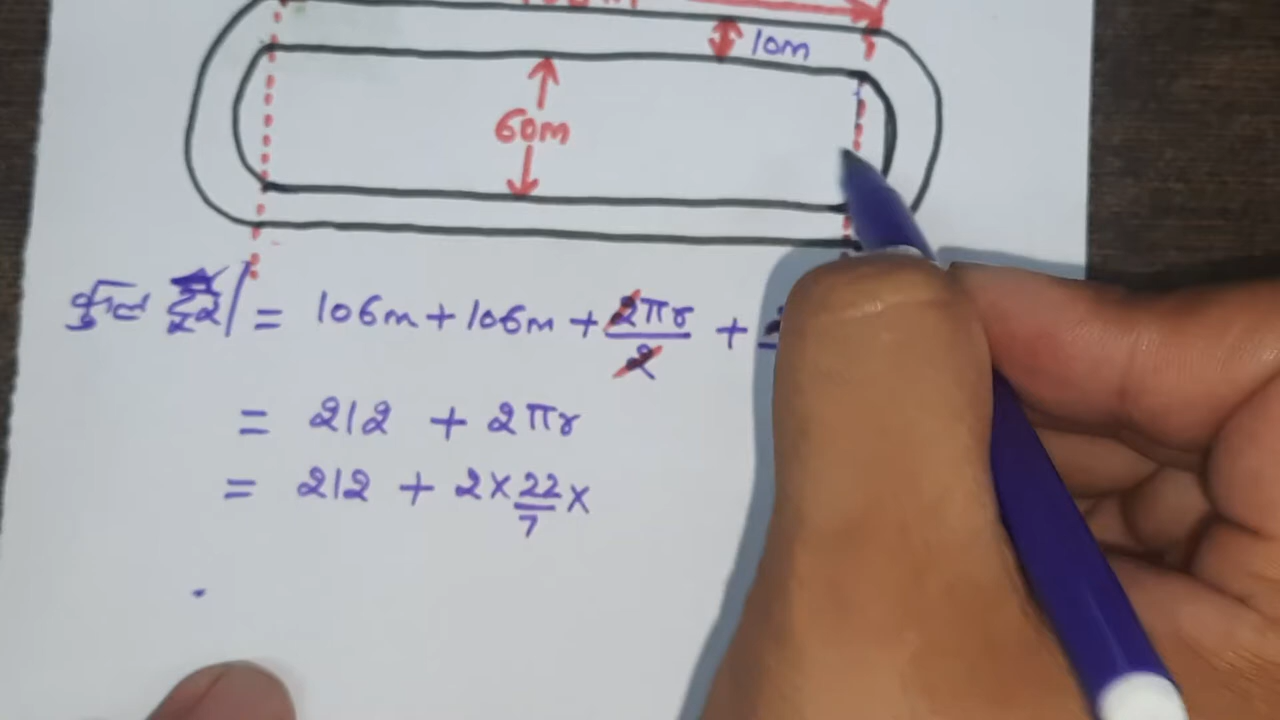 10m
60m
कुल = 106m + 106m + 2πr/2 +
= 212 + 2πr
= 212 + 2 × 22/7 ×